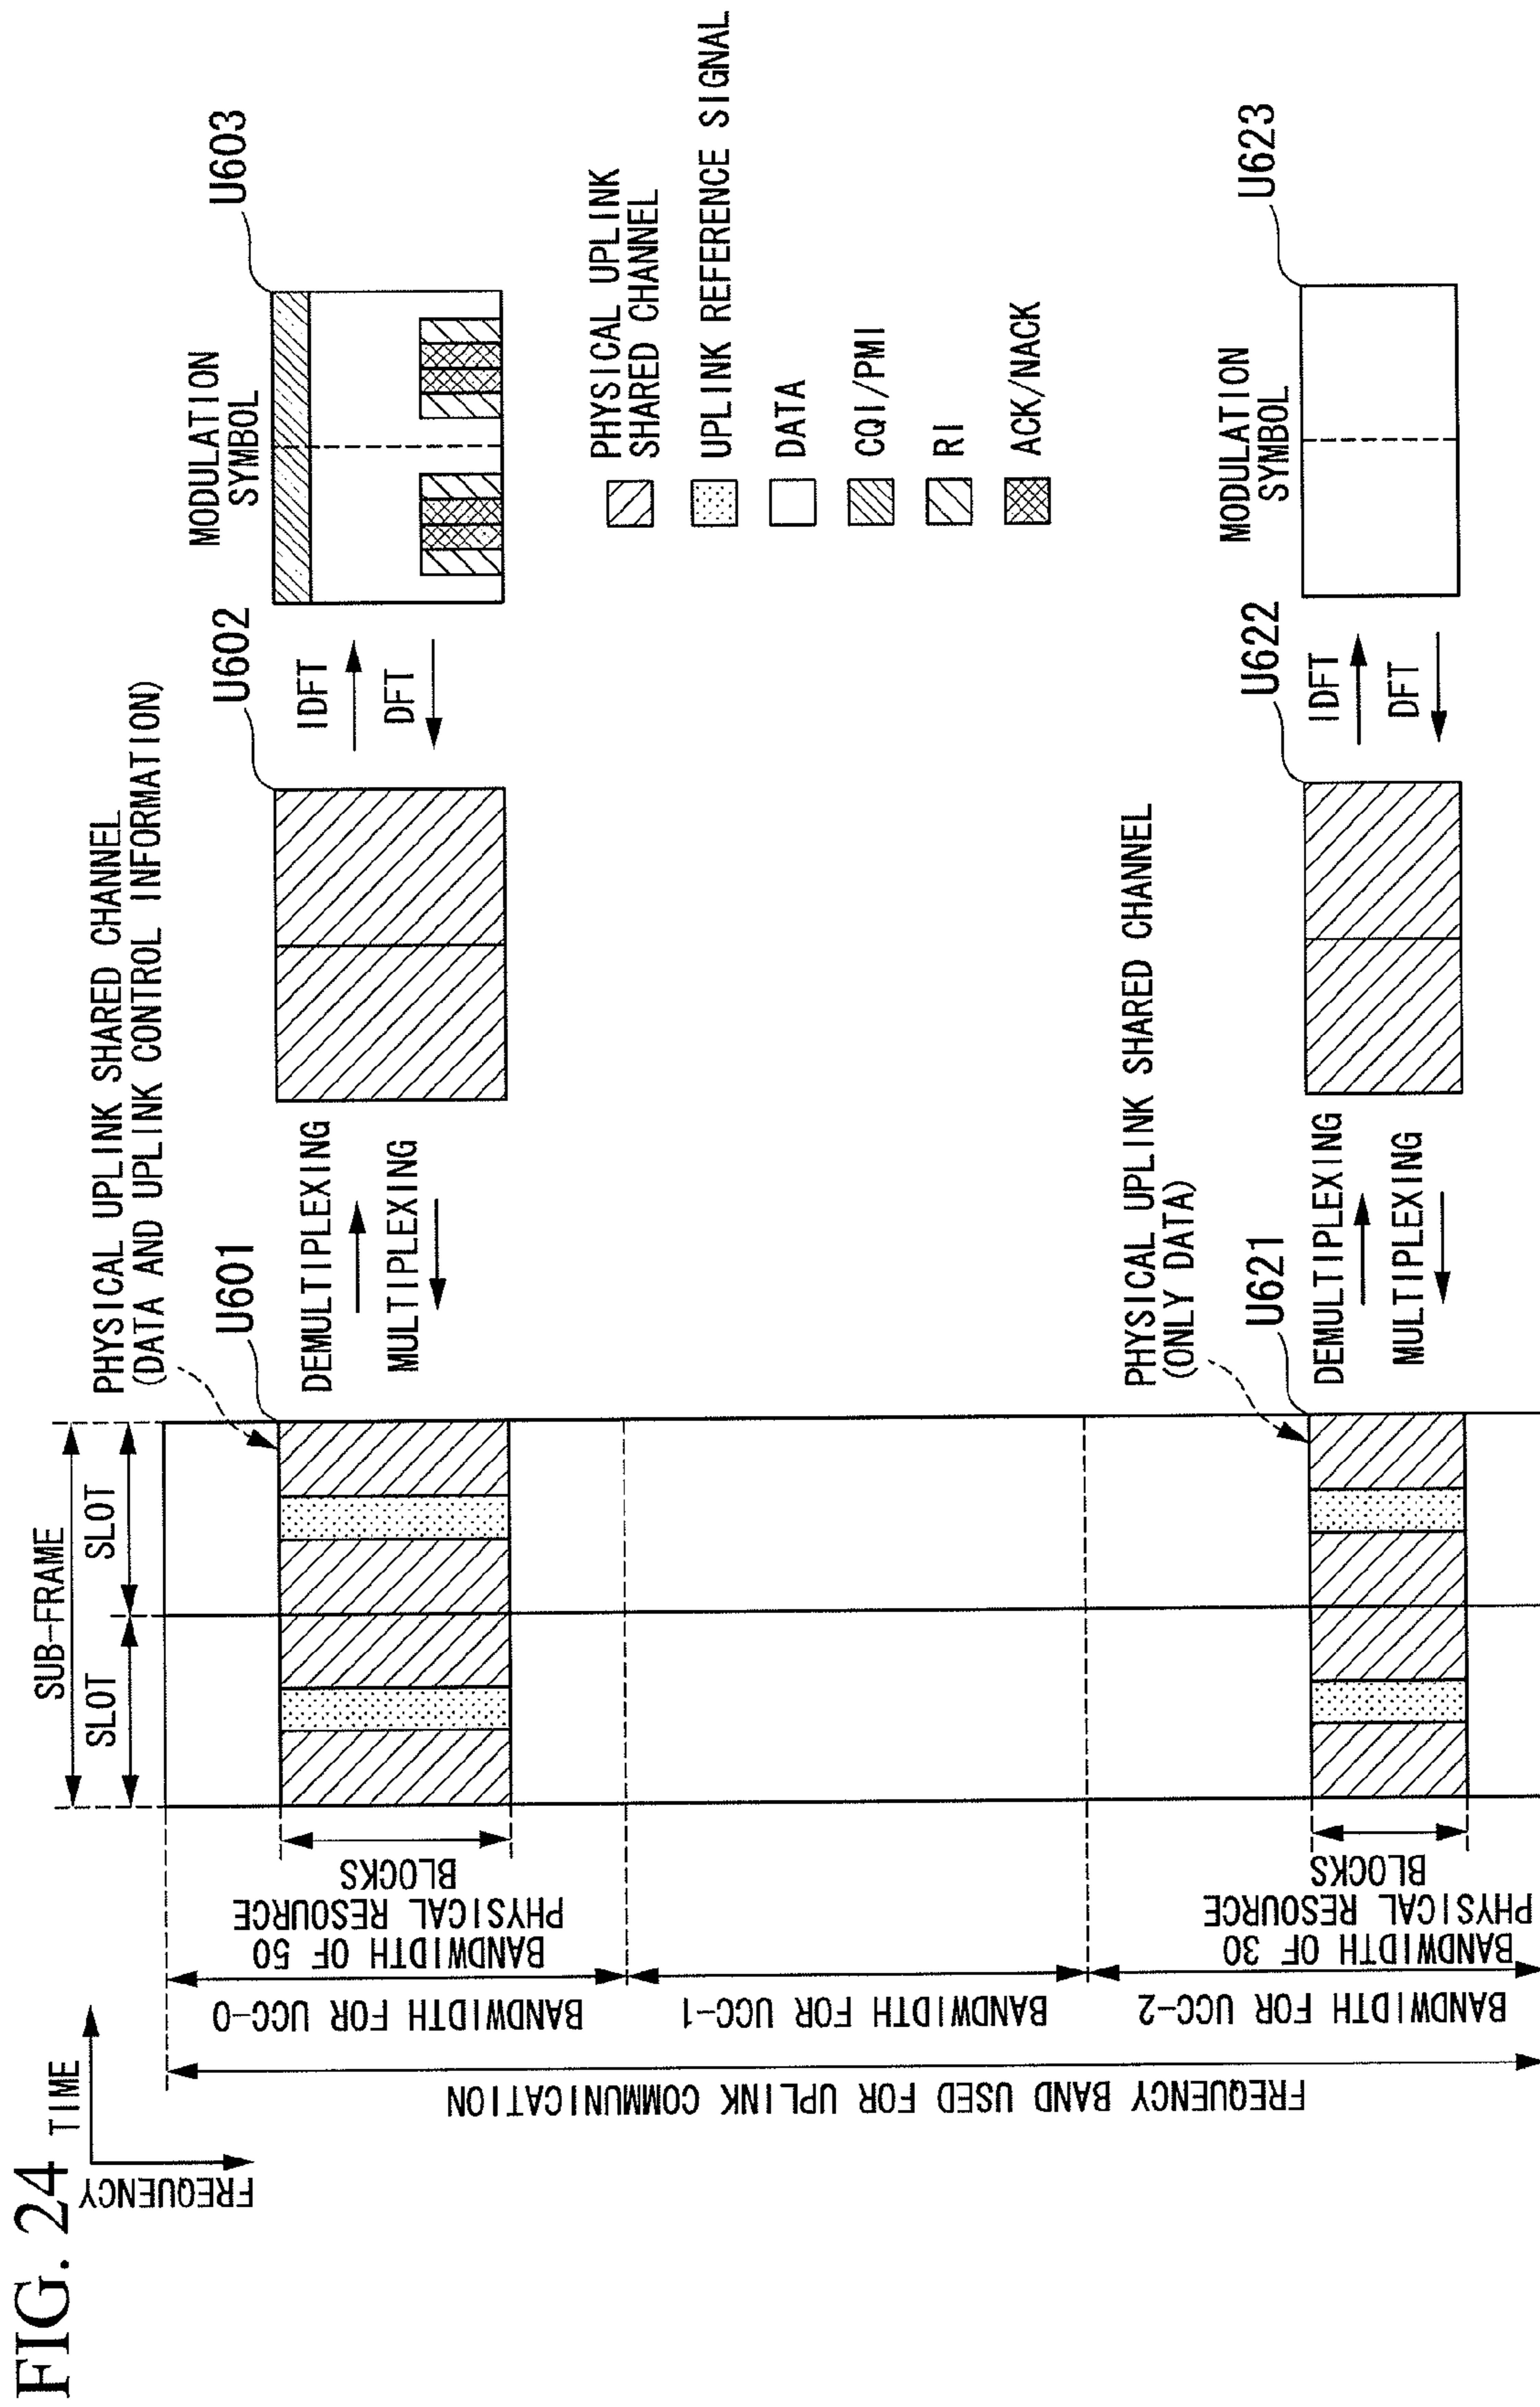 FIG. 24
TIME
FREQUENCY
SUB-FRAME
SLOT
SLOT
FREQUENCY BAND USED FOR UPLINK COMMUNICATION
BANDWIDTH FOR UCC-0
BANDWIDTH OF 50
PHYSICAL RESOURCE
BLOCKS
BANDWIDTH FOR UCC-1
BANDWIDTH FOR UCC-2
BANDWIDTH OF 30
PHYSICAL RESOURCE
BLOCKS
PHYSICAL UPLINK SHARED CHANNEL
(DATA AND UPLINK CONTROL INFORMATION)
U601
DEMULTIPLEXING
MULTIPLEXING
U602
IDFT
DFT
MODULATION
SYMBOL
U603
PHYSICAL UPLINK
SHARED CHANNEL
UPLINK REFERENCE SIGNAL
DATA
CQI/PMI
RI
ACK/NACK
PHYSICAL UPLINK SHARED CHANNEL
(ONLY DATA)
U621
DEMULTIPLEXING
MULTIPLEXING
U622
IDFT
DFT
MODULATION
SYMBOL
U623